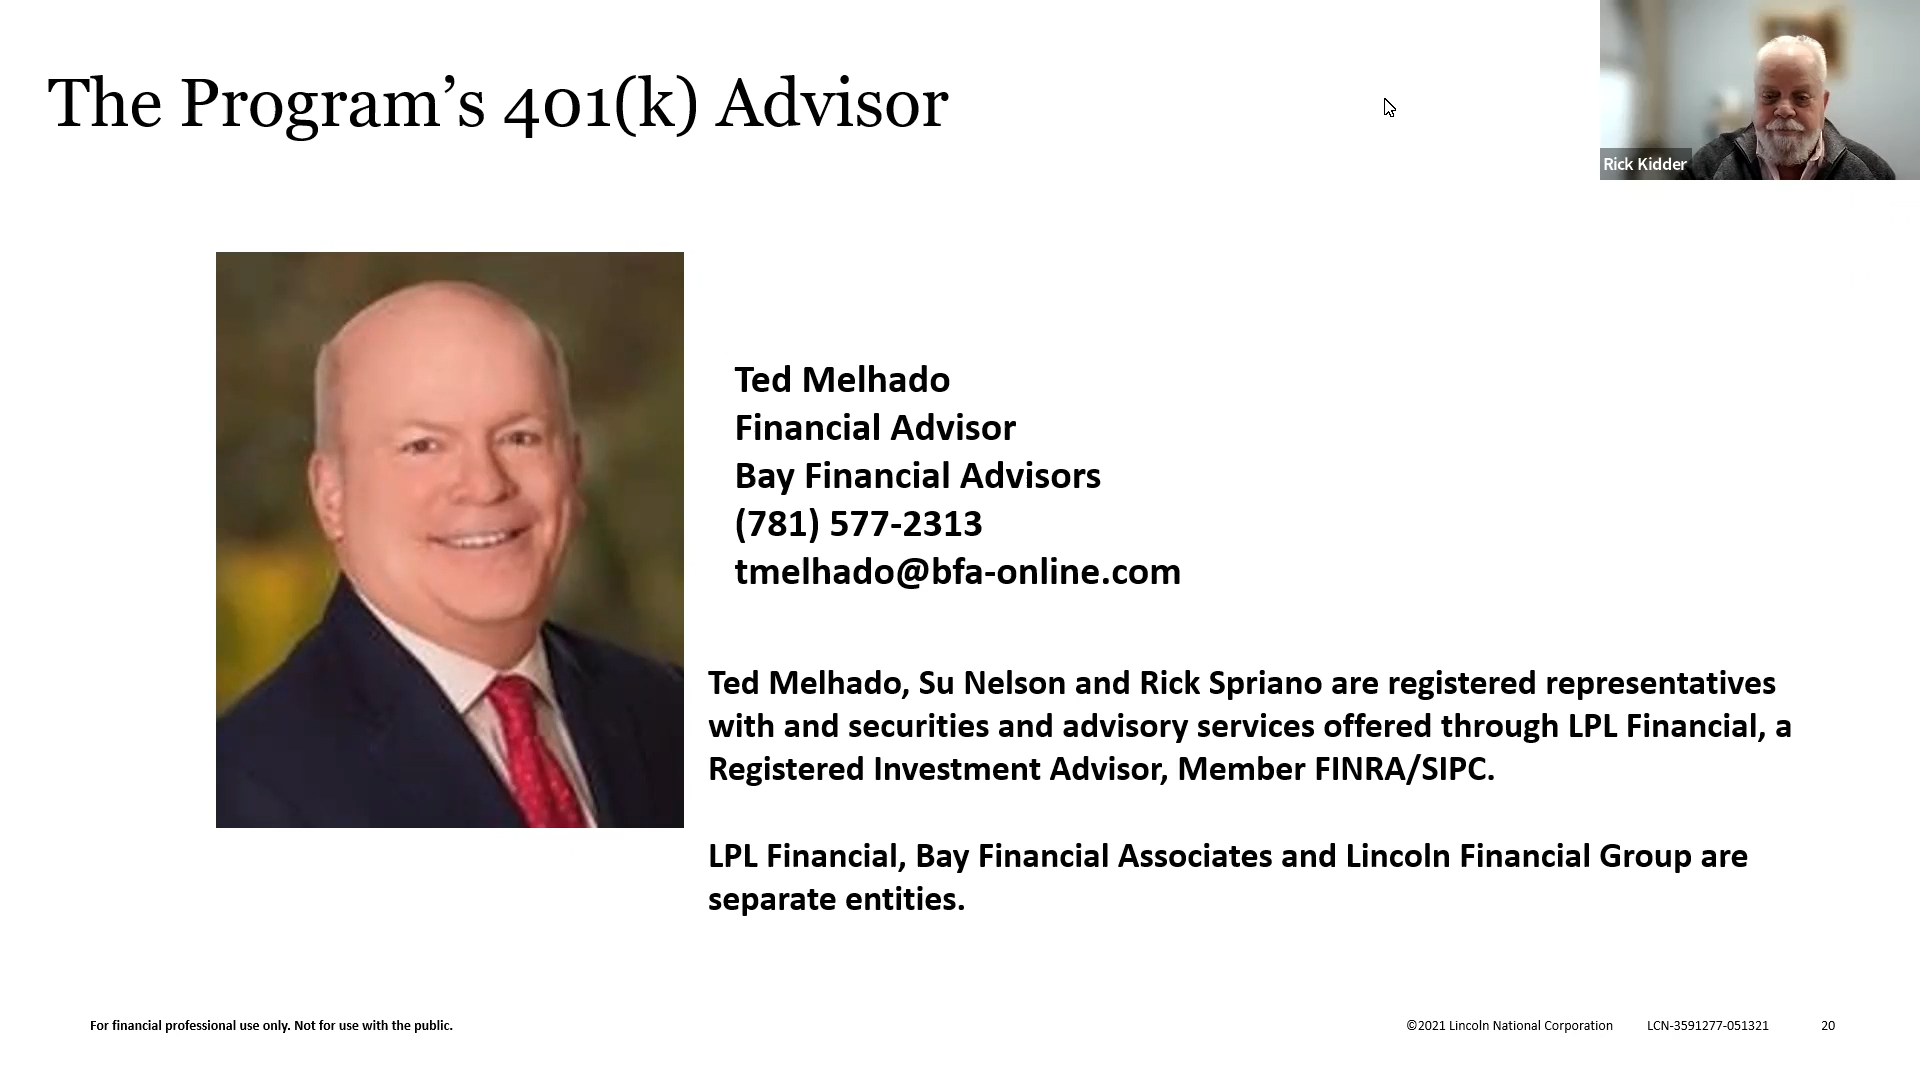 The Program’s 401(k) Advisor
Rick Kidder
Ted Melhado
Financial Advisor
Bay Financial Advisors
(781) 577-2313
tmelhado@bfa-online.com
Ted Melhado, Su Nelson and Rick Spriano are registered representatives
with and securities and advisory services offered through LPL Financial, a
Registered Investment Advisor, Member FINRA/SIPC.
LPL Financial, Bay Financial Associates and Lincoln Financial Group are
separate entities.
For financial professional use only. Not for use with the public.
©2021 Lincoln National Corporation
LCN-3591277-051321
20